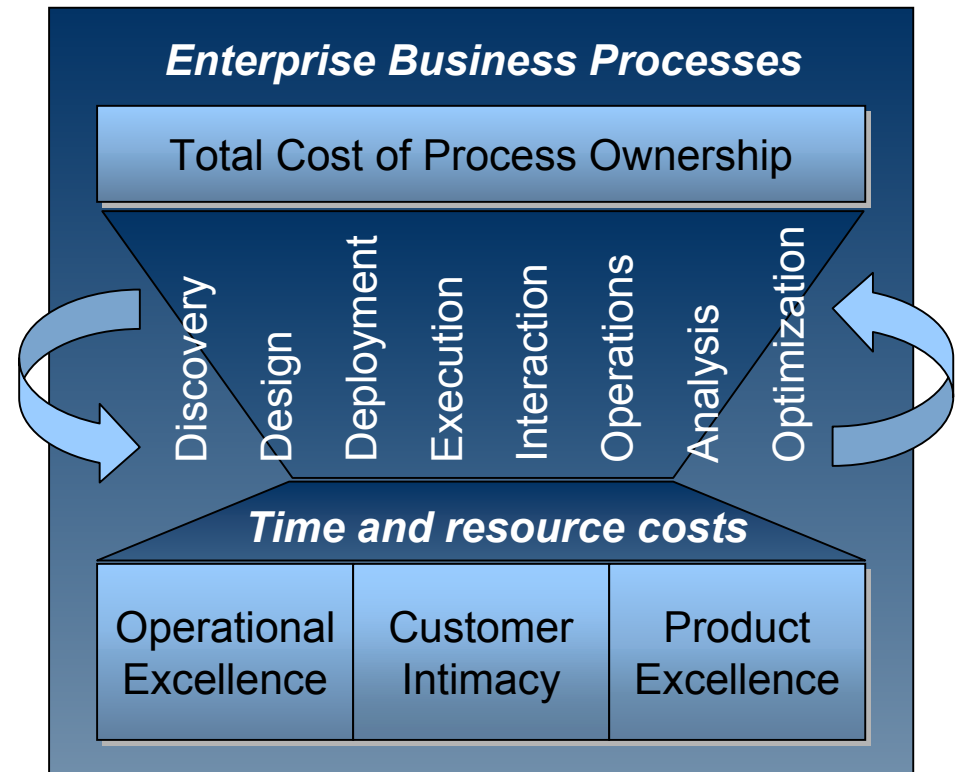 Enterprise Business Processes
Total Cost of Process Ownership
Discovery
Design
Deployment
Execution
Interaction
Operations
Analysis
Optimization
Time and resource costs
Operational
Excellence
Customer
Intimacy
Product
Excellence